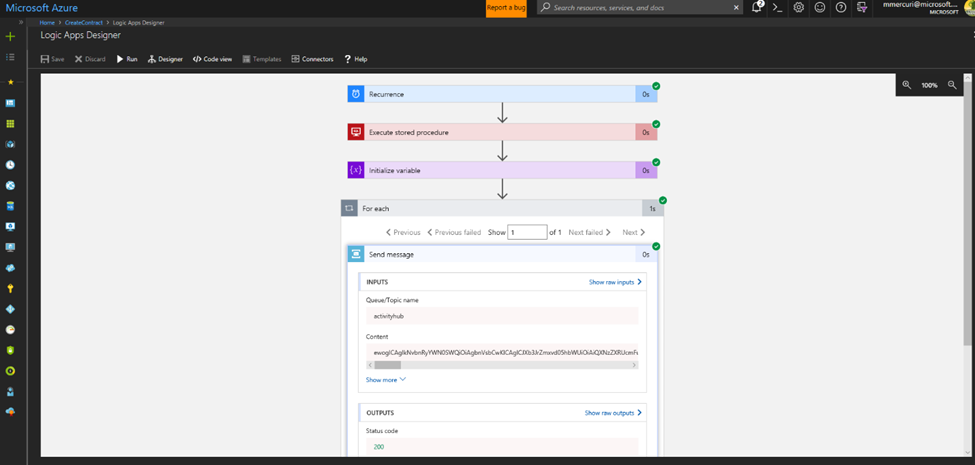 Microsoft Azure
Report a bug
Search resources, services, and docs
2
mmercuri@microsoft....
MICROSOFT
Home > CreateContract > Logic Apps Designer
Logic Apps Designer
Save Discard Run Designer </> Code view Templates Connectors ? Help
100%
Recurrence 0s
Execute stored procedure 0s
{x} Initialize variable 0s
For each 1s
< Previous < Previous failed Show 1 of 1 Next failed > Next >
Send message 0s
INPUTS Show raw inputs >
Queue/Topic name
activityhub
Content
Show more
OUTPUTS Show raw outputs >
Status code
200